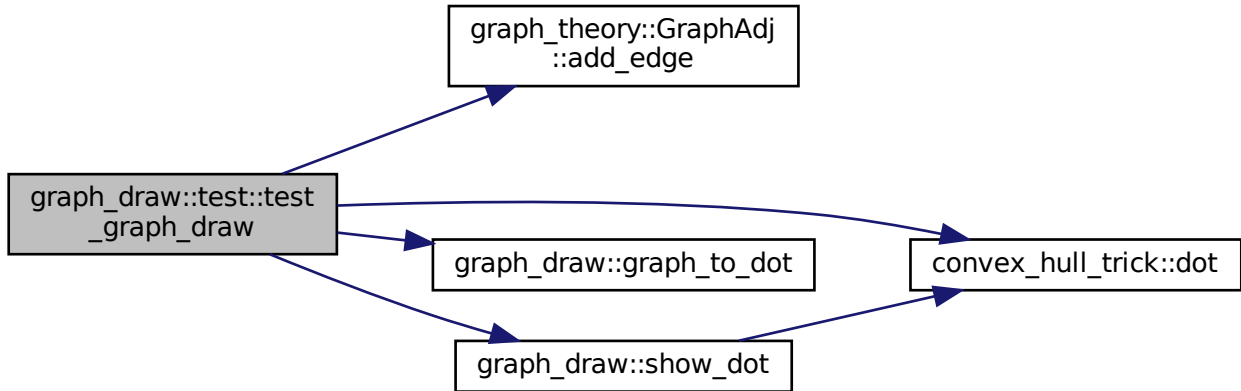 graph_theory::GraphAdj
::add_edge
graph_draw::test::test
_graph_draw
graph_draw::graph_to_dot
convex_hull_trick::dot
graph_draw::show_dot